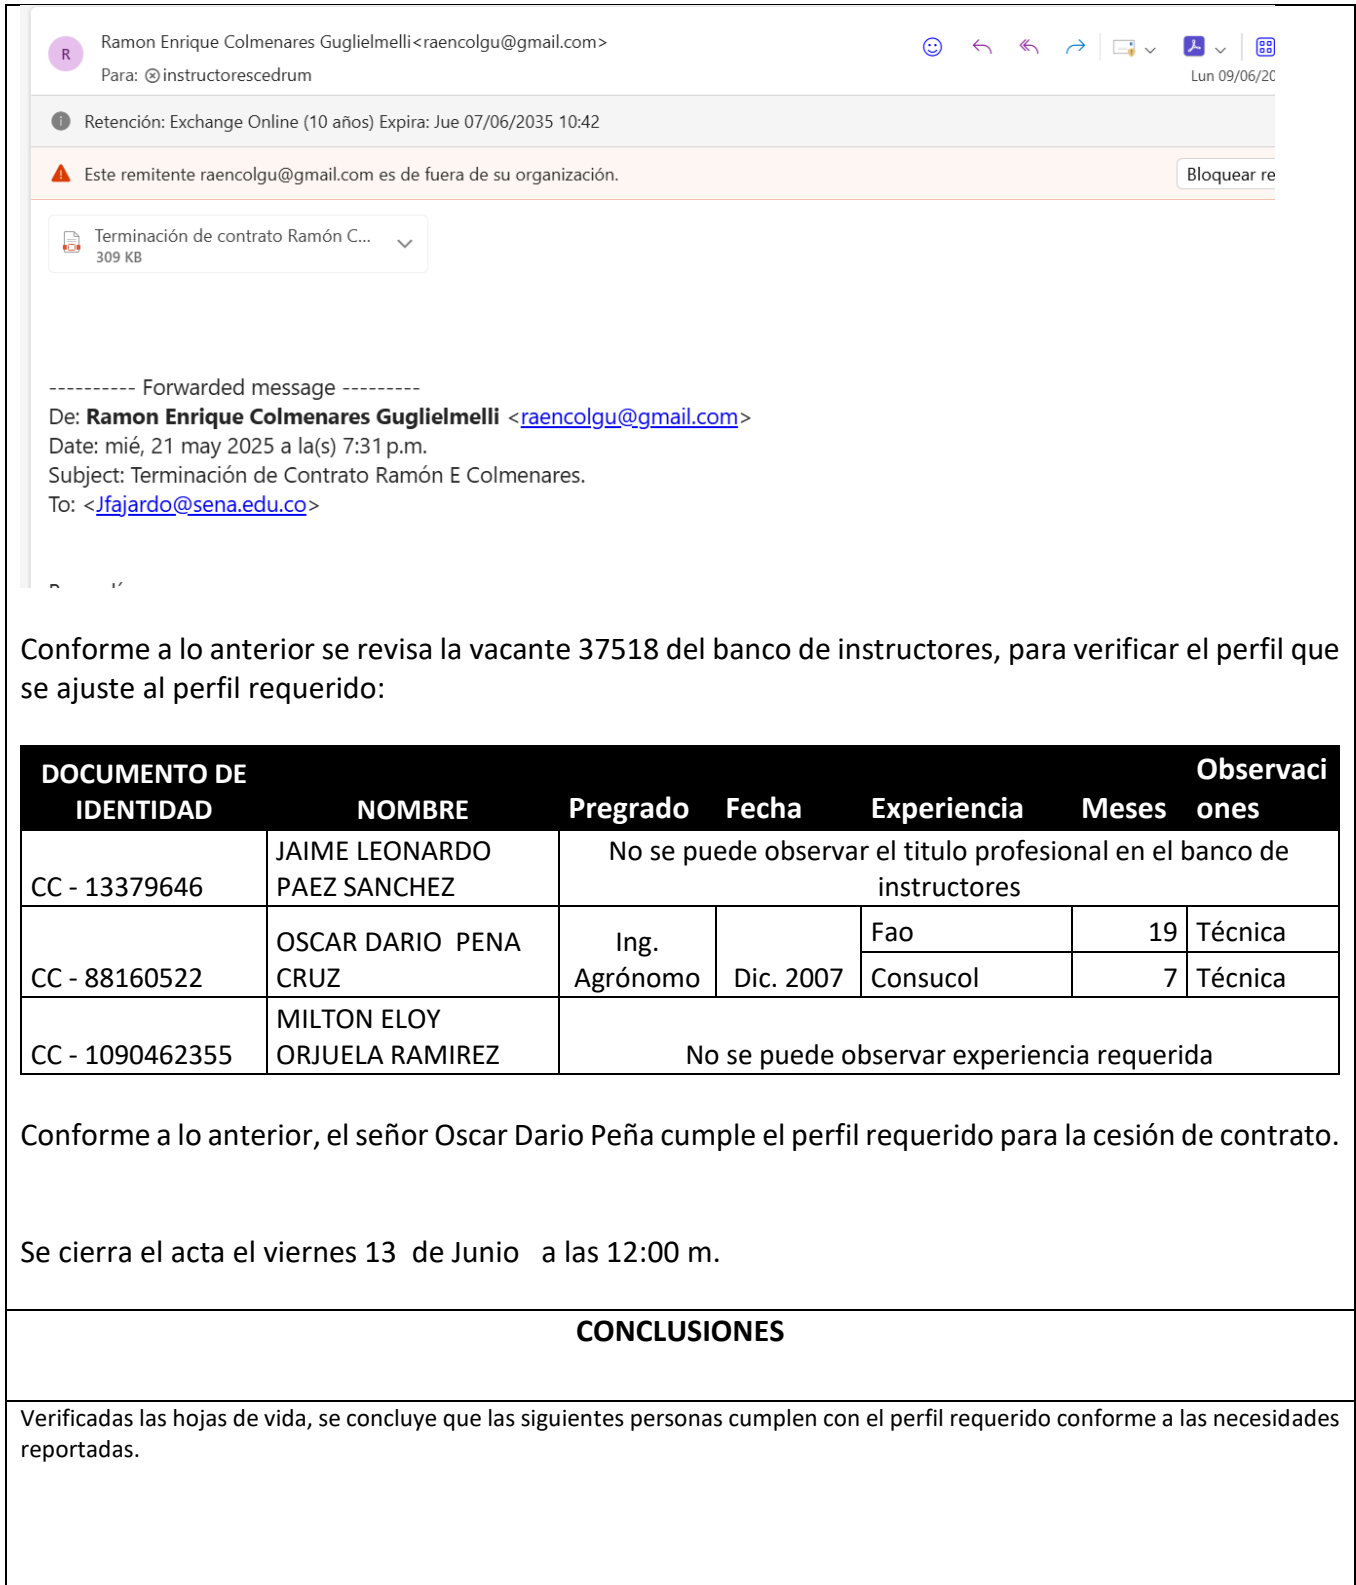 R
Ramon Enrique Colmenares Guglielmelli<raencolgu@gmail.com>
Para: instructorescedrum
Lun 09/06/20
Retención: Exchange Online (10 años) Expira: Jue 07/06/2035 10:42
Este remitente raencolgu@gmail.com es de fuera de su organización.
Bloquear re
Terminación de contrato Ramón C...
309 KB
---------- Forwarded message ---------
De: Ramon Enrique Colmenares Guglielmelli <raencolgu@gmail.com>
Date: mié, 21 may 2025 a la(s) 7:31 p.m.
Subject: Terminación de Contrato Ramón E Colmenares.
To: <Jfajardo@sena.edu.co>
Conforme a lo anterior se revisa la vacante 37518 del banco de instructores, para verificar el perfil que
se ajuste al perfil requerido:
DOCUMENTO DE IDENTIDAD NOMBRE Pregrado Fecha Experiencia Meses Observaciones
CC - 13379646 JAIME LEONARDO PAEZ SANCHEZ No se puede observar el titulo profesional en el banco de instructores
CC - 88160522 OSCAR DARIO  PENA CRUZ Ing. Agrónomo Dic. 2007 Fao 19 Técnica
Consucol 7 Técnica
CC - 1090462355 MILTON ELOY ORJUELA RAMIREZ No se puede observar experiencia requerida
Conforme a lo anterior, el señor Oscar Dario Peña cumple el perfil requerido para la cesión de contrato.
Se cierra el acta el viernes 13  de Junio   a las 12:00 m.
CONCLUSIONES
Verificadas las hojas de vida, se concluye que las siguientes personas cumplen con el perfil requerido conforme a las necesidades
reportadas.